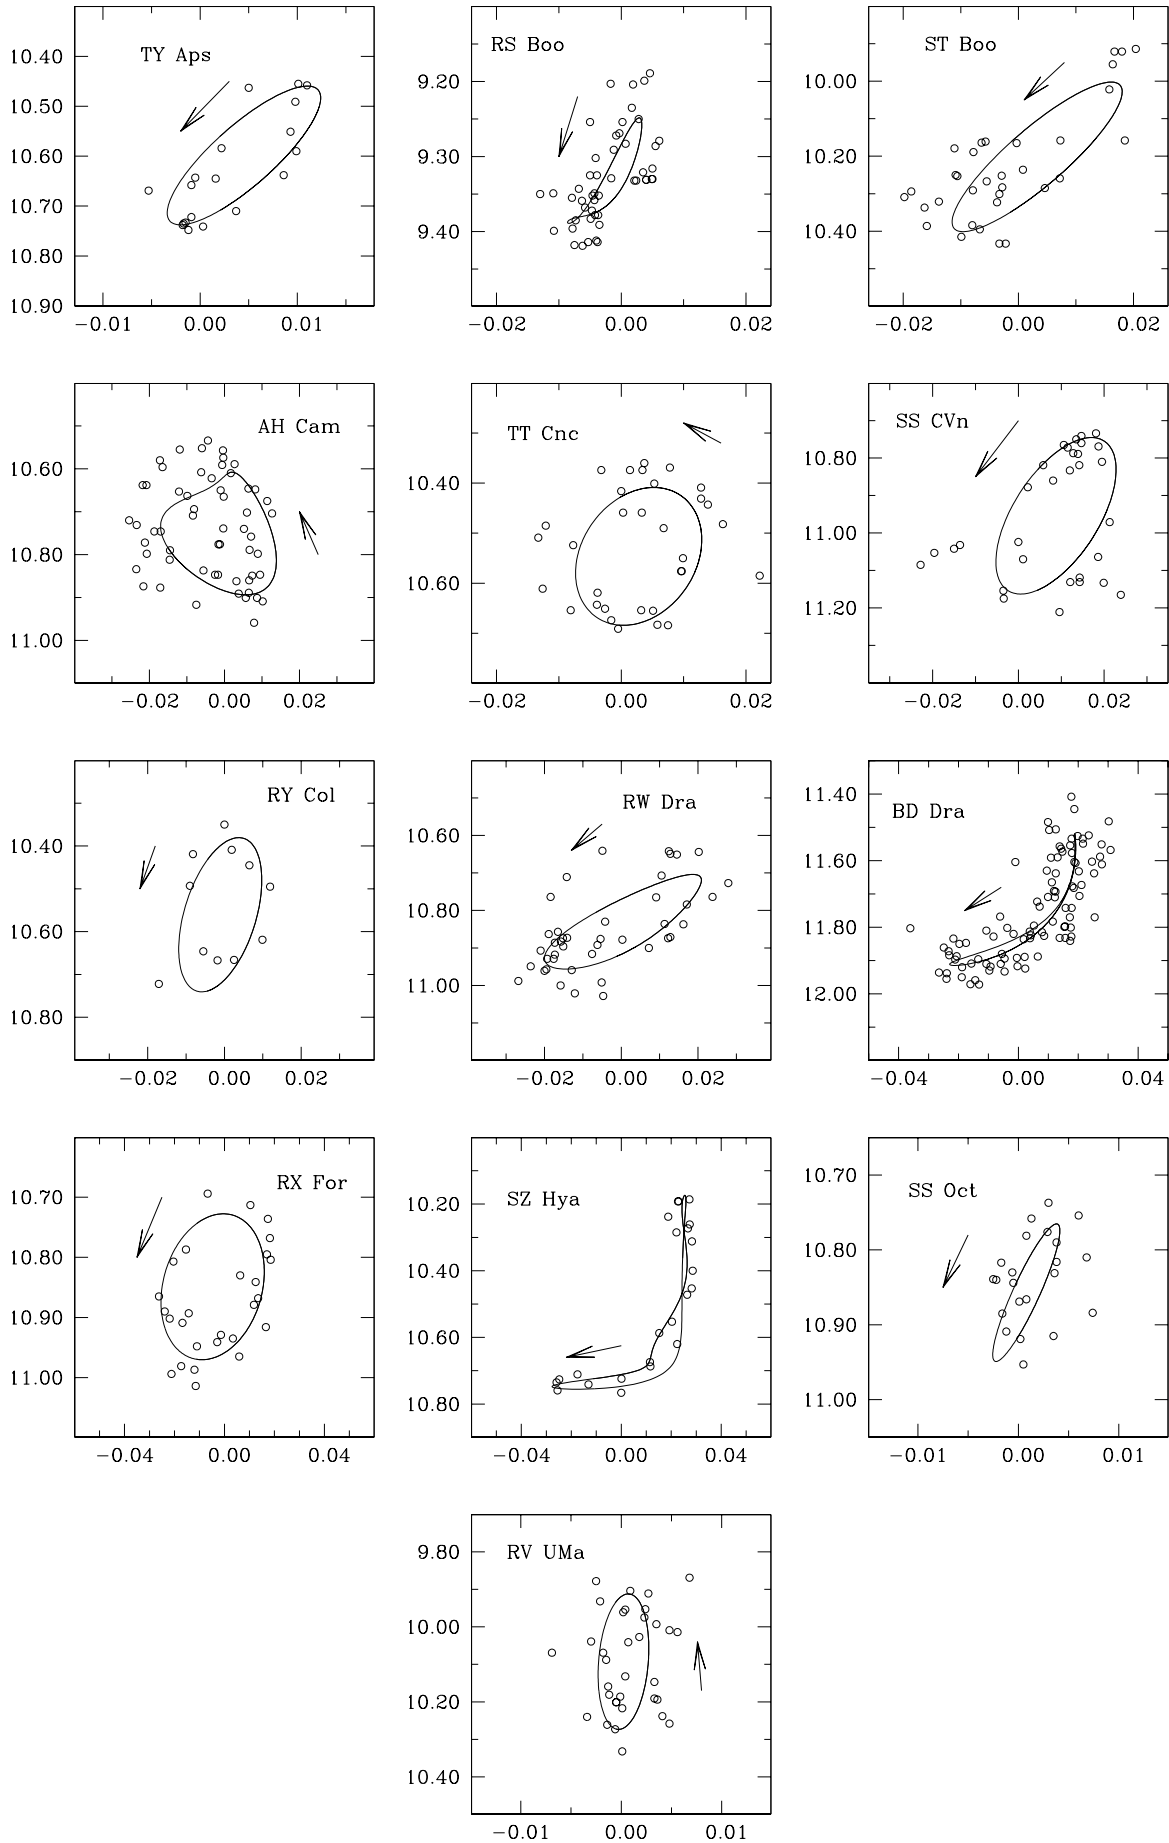 TY Aps
10.40
10.50
10.60
10.70
10.80
10.90
−0.01 0.00 0.01
RS Boo
9.20
9.30
9.40
−0.02 0.00 0.02
ST Boo
10.00
10.20
10.40
−0.02 0.00 0.02
AH Cam
10.60
10.80
11.00
−0.02 0.00 0.02
TT Cnc
10.40
10.60
−0.02 0.00 0.02
SS CVn
10.80
11.00
11.20
−0.02 0.00 0.02
RY Col
10.40
10.60
10.80
−0.02 0.00 0.02
RW Dra
10.60
10.80
11.00
−0.02 0.00 0.02
BD Dra
11.40
11.60
11.80
12.00
−0.04 0.00 0.04
RX For
10.70
10.80
10.90
11.00
−0.04 0.00 0.04
SZ Hya
10.20
10.40
10.60
10.80
−0.04 0.00 0.04
SS Oct
10.70
10.80
10.90
11.00
−0.01 0.00 0.01
RV UMa
9.80
10.00
10.20
10.40
−0.01 0.00 0.01